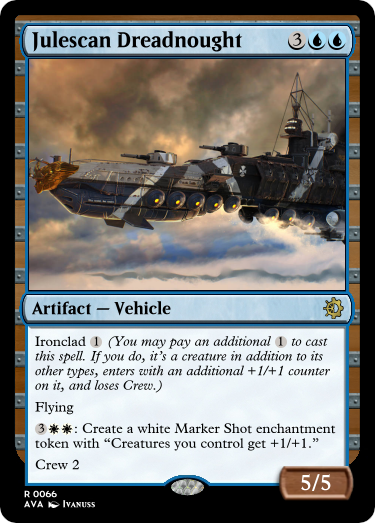 Julescan Dreadnought 3
Artifact — Vehicle
Ironclad 1 (You may pay an additional 1 to cast
this spell. If you do, it's a creature in addition to its
other types, enters with an additional +1/+1 counter
on it, and loses Crew.)
Flying
3: Create a white Marker Shot enchantment
token with “Creatures you control get +1/+1.”
Crew 2
5/5
R 0066
AVA Ivanuss